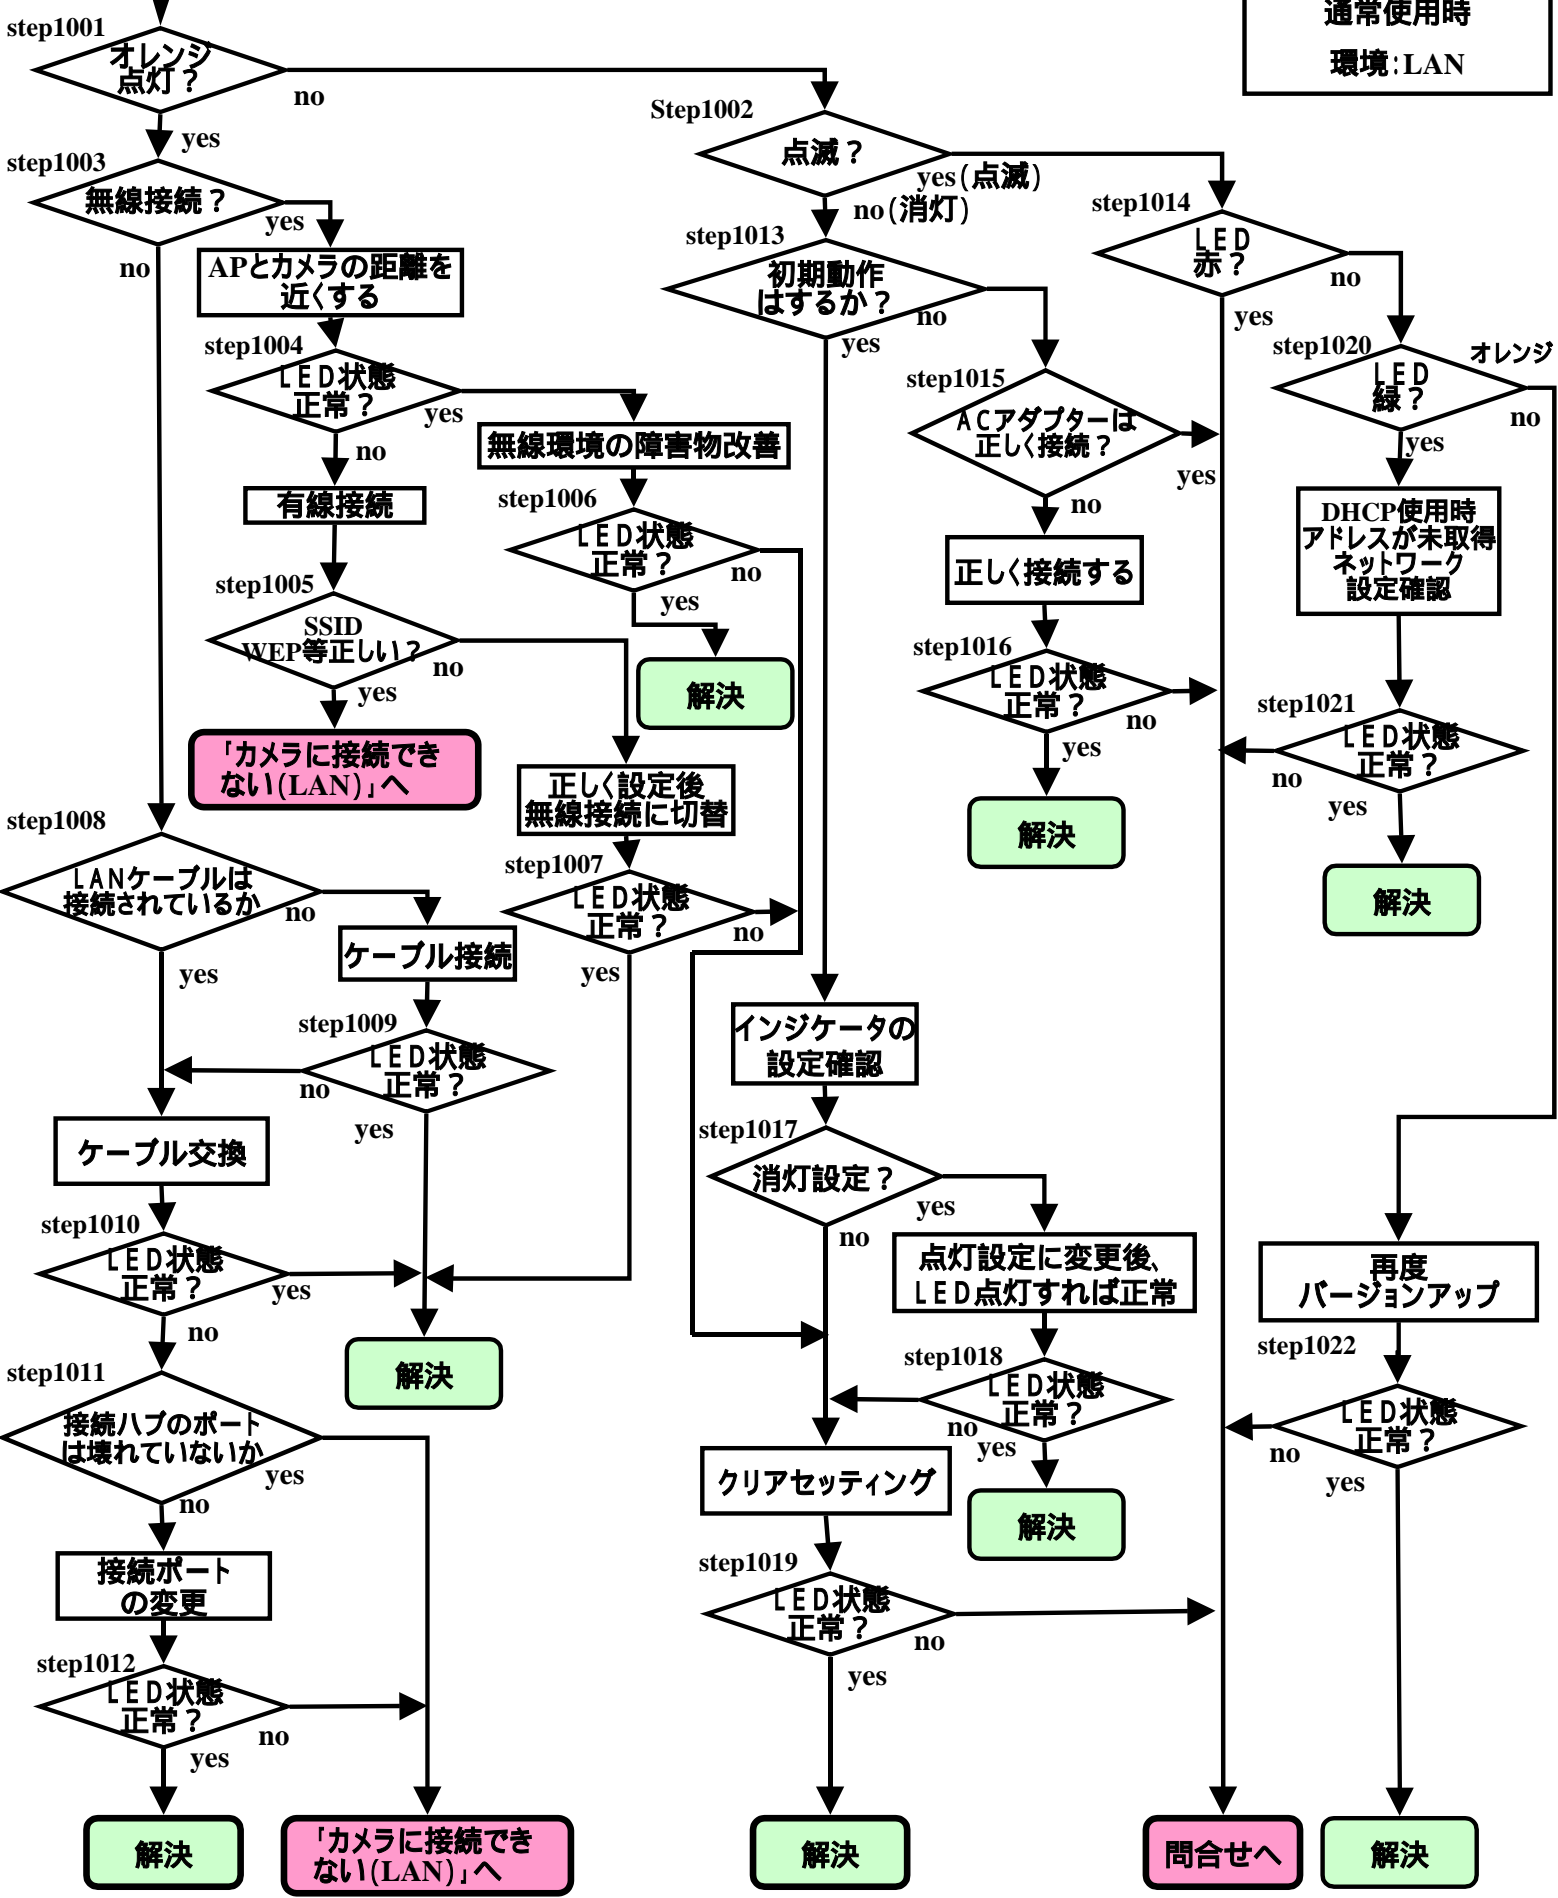 通常使用時
環境:LAN
step1001
オレンジ
点灯？
no
yes
Step1002
点滅？
yes(点滅)
no(消灯)
step1003
無線接続？
yes
no
APとカメラの距離を
近くする
step1004
LED状態
正常？
yes
no
無線環境の障害物改善
有線接続
step1006
LED状態
正常？
no
yes
解決
step1005
SSID
WEP等正しい？
no
yes
「カメラに接続でき
ない(LAN)」へ
正しく設定後
無線接続に切替
step1007
LED状態
正常？
no
yes
step1008
LANケーブルは
接続されているか
no
yes
ケーブル接続
step1009
LED状態
正常？
no
yes
ケーブル交換
step1010
LED状態
正常？
yes
no
解決
step1011
接続ハブのポート
は壊れていないか
yes
no
接続ポート
の変更
step1012
LED状態
正常？
no
yes
解決
「カメラに接続でき
ない(LAN)」へ
step1013
初期動作
はするか？
no
yes
step1015
ACアダプターは
正しく接続？
yes
no
正しく接続する
step1016
LED状態
正常？
no
yes
解決
インジケータの
設定確認
step1017
消灯設定？
yes
no
点灯設定に変更後、
LED点灯すれば正常
step1018
LED状態
正常？
no
yes
解決
クリアセッティング
step1019
LED状態
正常？
no
yes
解決
step1014
LED
赤？
no
yes
step1020
オレンジ
LED
緑？
no
yes
DHCP使用時
アドレスが未取得
ネットワーク
設定確認
step1021
LED状態
正常？
no
yes
解決
再度
バージョンアップ
step1022
LED状態
正常？
no
yes
問合せへ
解決